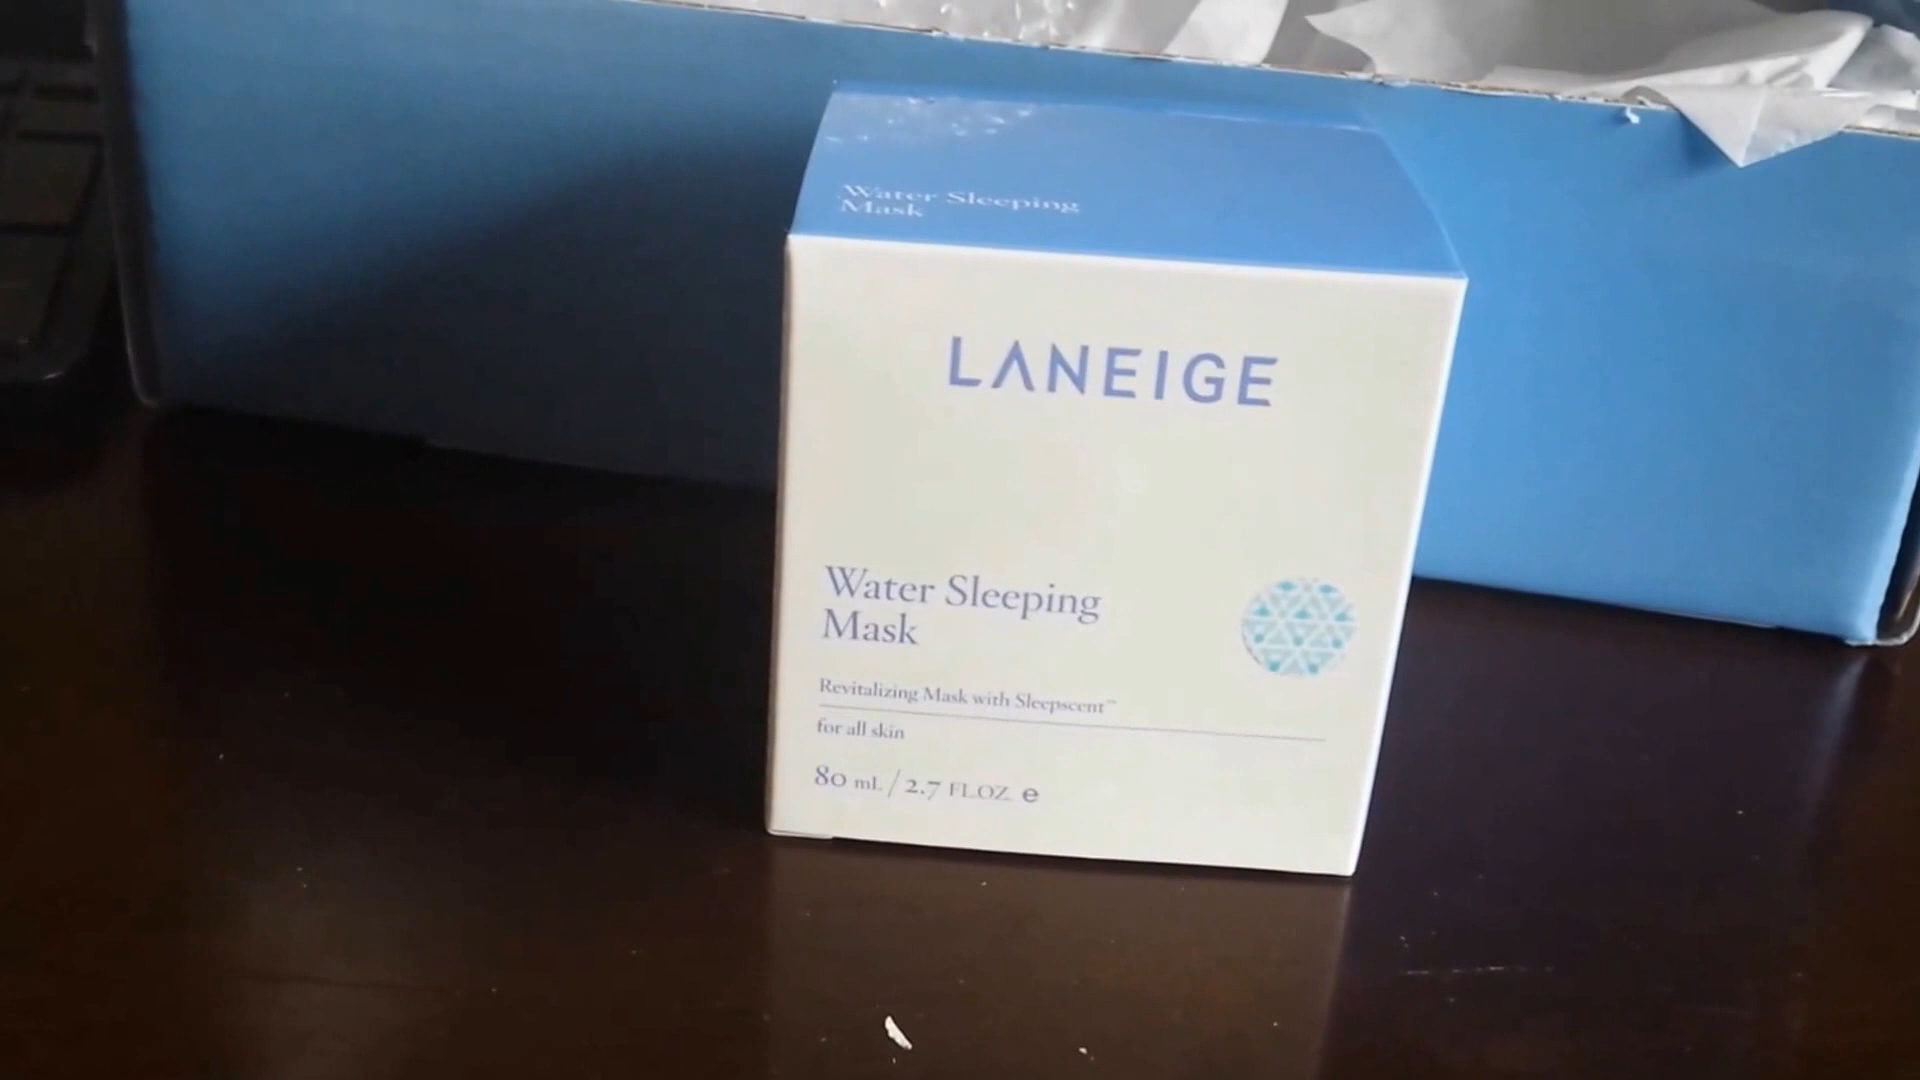 Water Sleeping
Mask
LANEIGE
Water Sleeping
Mask
Revitalizing Mask with Sleepscent™
for all skin
80 mL / 2.7 FL.OZ. ℮